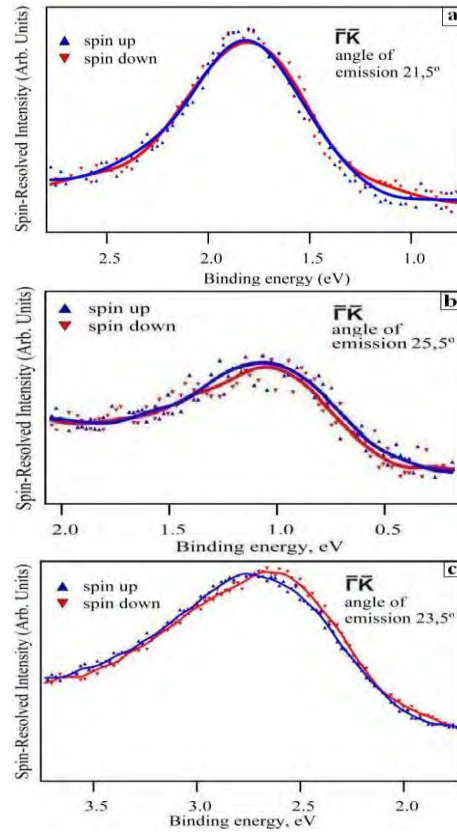 a
Spin-Resolved Intensity (Arb. Units)
▲ spin up
▼ spin down
Γ̅K̅
angle of
emission 21,5º
2.5 2.0 1.5 1.0
Binding energy (eV)
b
Spin-Resolved Intensity (Arb. Units)
▲ spin up
▼ spin down
Γ̅K̅
angle of
emission 25,5º
2.0 1.5 1.0 0.5
Binding energy, eV
c
Spin-Resolved Intensity (Arb. Units)
▲ spin up
▼ spin down
Γ̅K̅
angle of
emission 23,5º
3.5 3.0 2.5 2.0
Binding energy, eV